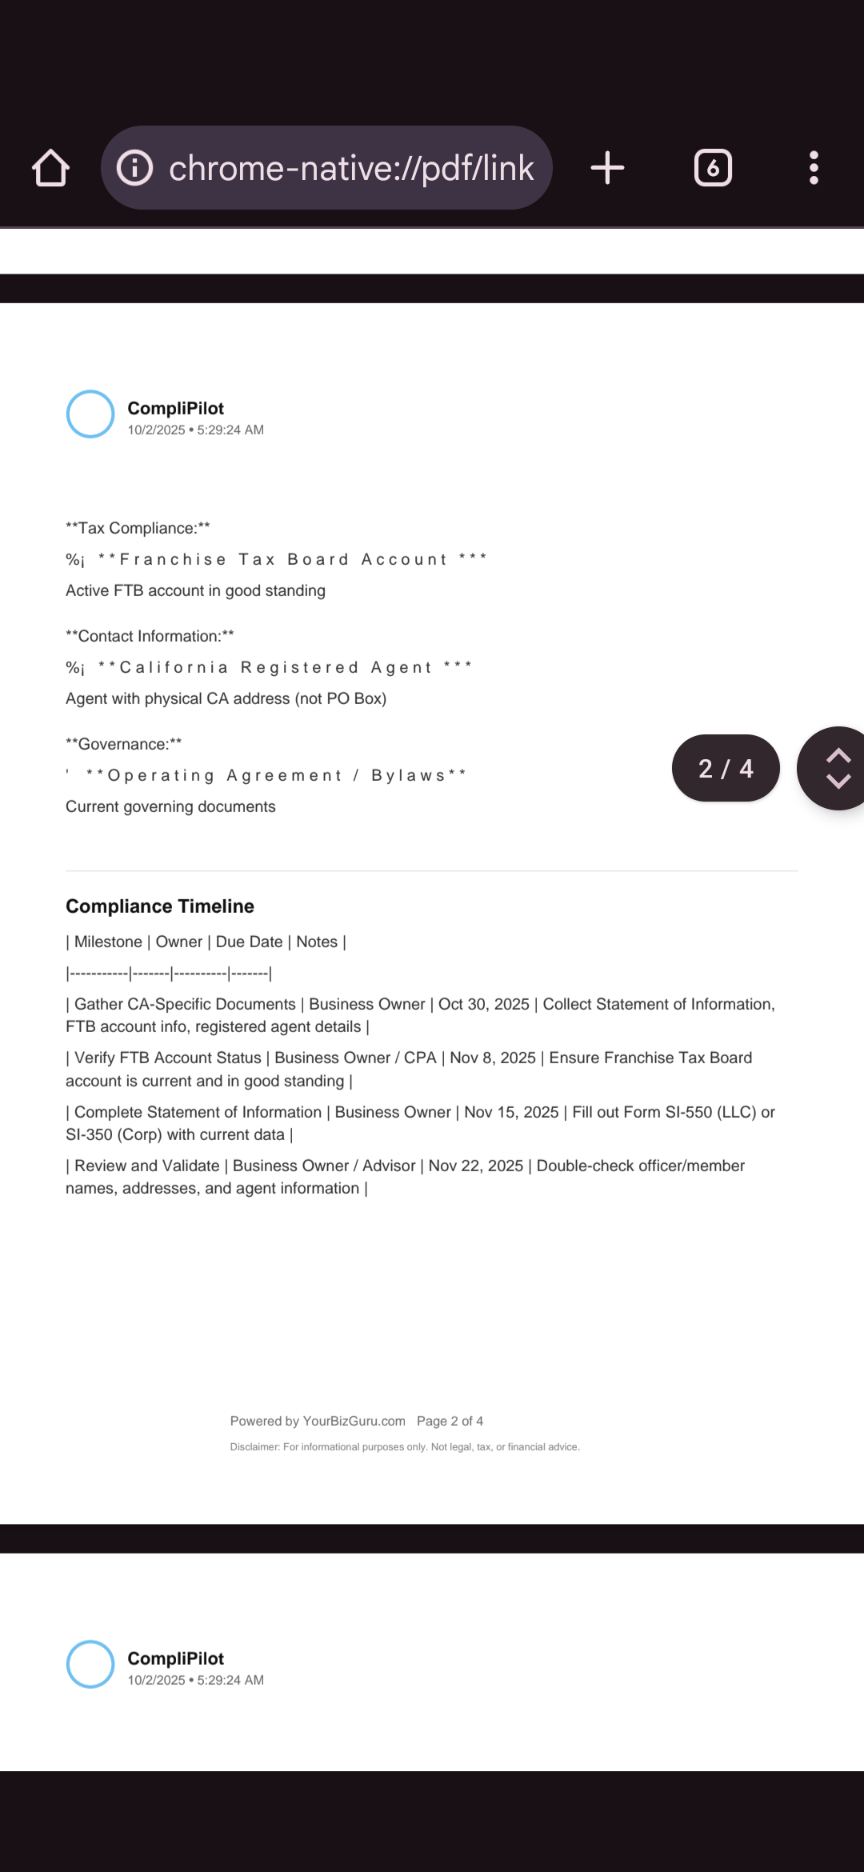 chrome-native://pdf/link
6
CompliPilot
10/2/2025 • 5:29:24 AM
**Tax Compliance:**
%¡ **Franchise Tax Board Account ***
Active FTB account in good standing
**Contact Information:**
%¡ **California Registered Agent ***
Agent with physical CA address (not PO Box)
**Governance:**
' **Operating Agreement / Bylaws**
2 / 4
Current governing documents
Compliance Timeline
| Milestone | Owner | Due Date | Notes |
|-----------|-------|----------|-------|
| Gather CA-Specific Documents | Business Owner | Oct 30, 2025 | Collect Statement of Information,
FTB account info, registered agent details |
| Verify FTB Account Status | Business Owner / CPA | Nov 8, 2025 | Ensure Franchise Tax Board
account is current and in good standing |
| Complete Statement of Information | Business Owner | Nov 15, 2025 | Fill out Form SI-550 (LLC) or
SI-350 (Corp) with current data |
| Review and Validate | Business Owner / Advisor | Nov 22, 2025 | Double-check officer/member
names, addresses, and agent information |
Powered by YourBizGuru.com Page 2 of 4
Disclaimer: For informational purposes only. Not legal, tax, or financial advice.
CompliPilot
10/2/2025 • 5:29:24 AM